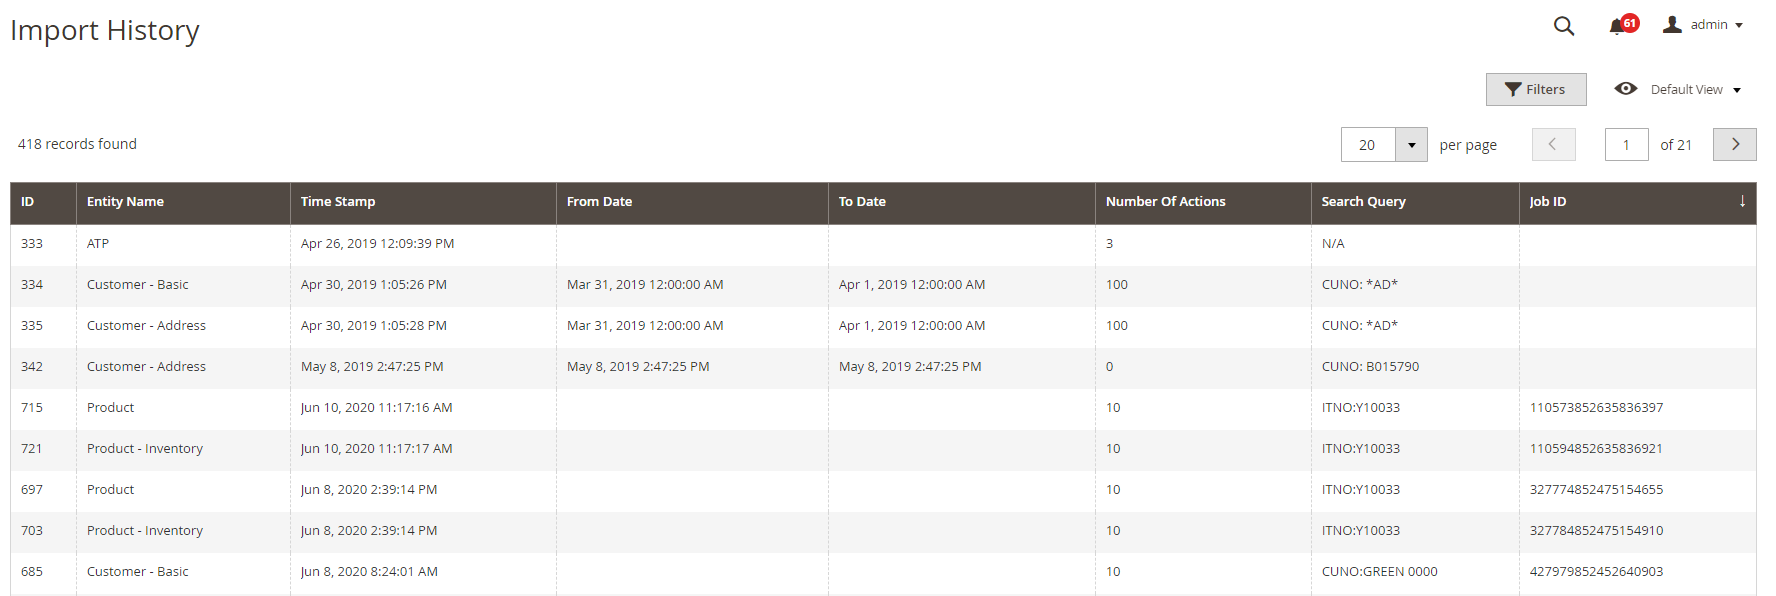 Import History
61
admin
Filters
Default View
418 records found
20 per page 1 of 21
ID Entity Name Time Stamp From Date To Date Number Of Actions Search Query Job ID ↓
333 ATP Apr 26, 2019 12:09:39 PM 3 N/A
334 Customer - Basic Apr 30, 2019 1:05:26 PM Mar 31, 2019 12:00:00 AM Apr 1, 2019 12:00:00 AM 100 CUNO: *AD*
335 Customer - Address Apr 30, 2019 1:05:28 PM Mar 31, 2019 12:00:00 AM Apr 1, 2019 12:00:00 AM 100 CUNO: *AD*
342 Customer - Address May 8, 2019 2:47:25 PM May 8, 2019 2:47:25 PM May 8, 2019 2:47:25 PM 0 CUNO: B015790
715 Product Jun 10, 2020 11:17:16 AM 10 ITNO:Y10033 110573852635836397
721 Product - Inventory Jun 10, 2020 11:17:17 AM 10 ITNO:Y10033 110594852635836921
697 Product Jun 8, 2020 2:39:14 PM 10 ITNO:Y10033 327774852475154655
703 Product - Inventory Jun 8, 2020 2:39:14 PM 10 ITNO:Y10033 327784852475154910
685 Customer - Basic Jun 8, 2020 8:24:01 AM 10 CUNO:GREEN 0000 427979852452640903